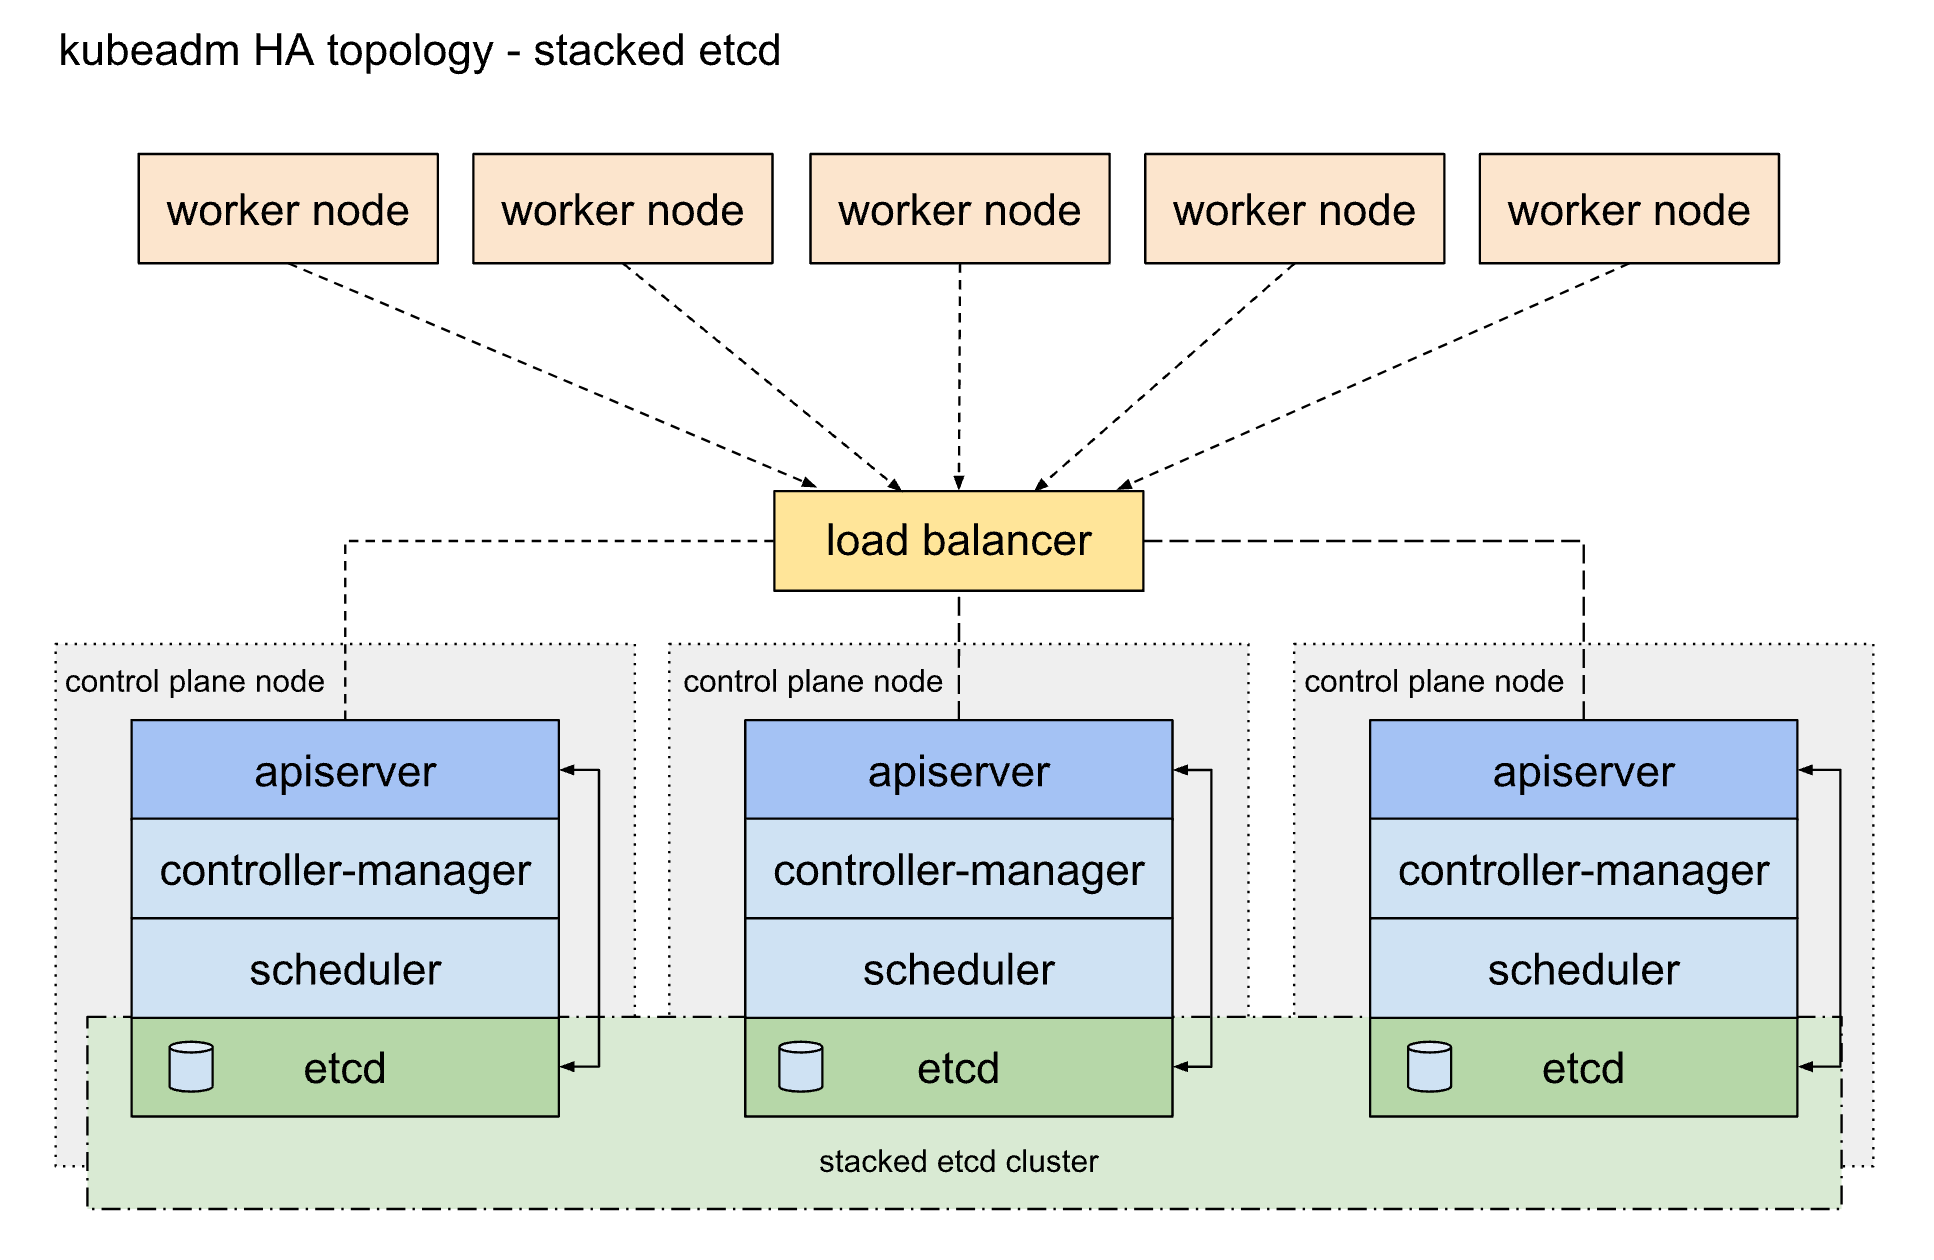 kubeadm HA topology - stacked etcd
worker node
worker node
worker node
worker node
worker node
load balancer
control plane node
apiserver
controller-manager
scheduler
etcd
control plane node
apiserver
controller-manager
scheduler
etcd
control plane node
apiserver
controller-manager
scheduler
etcd
stacked etcd cluster